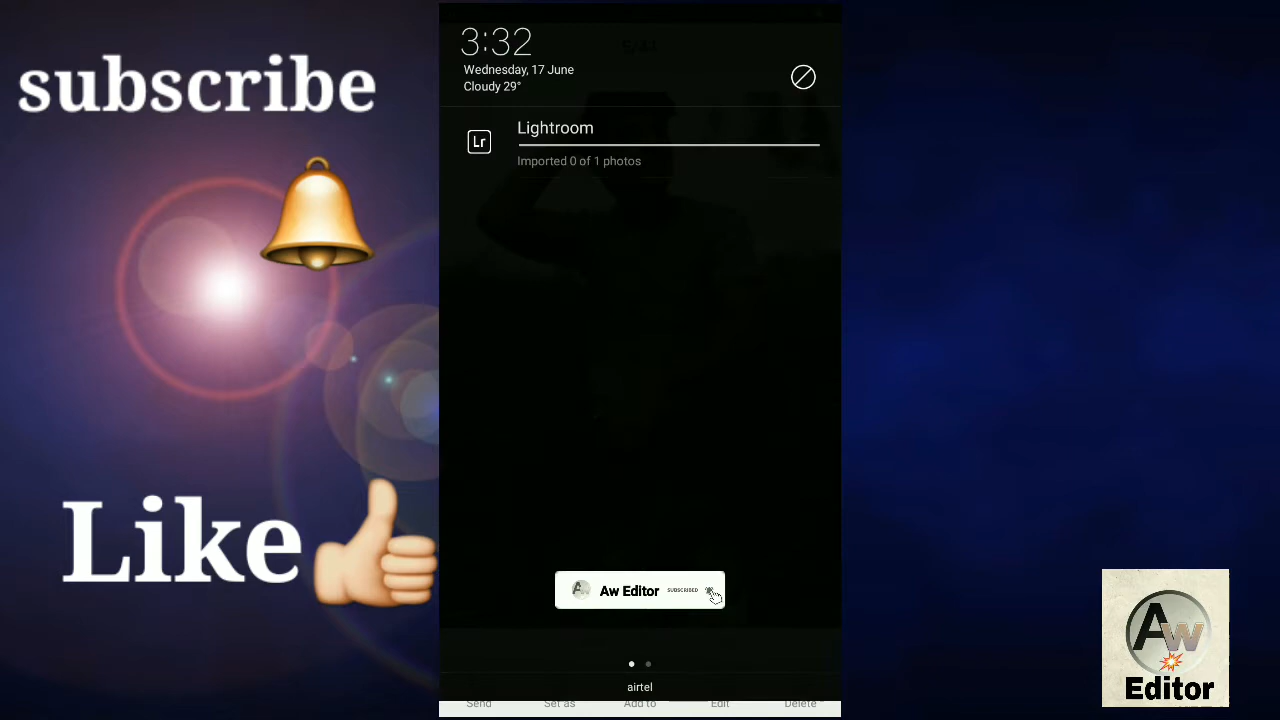 subscribe
Like
3:32
Wednesday, 17 June
Cloudy 29°
Lr
Lightroom
Imported 0 of 1 photos
Aw Editor SUBSCRIBED
airtel
Send Set as Add to Edit Delete
Aw
Editor